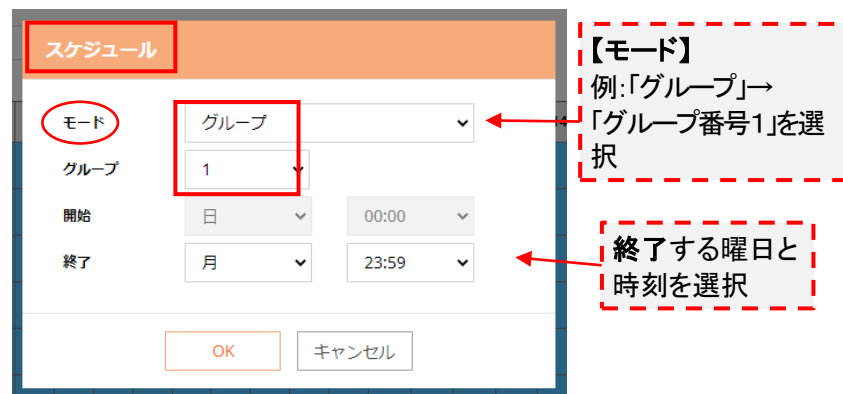 スケジュール
モード
グループ
グループ
1
開始
日
00:00
終了
月
23:59
OK
キャンセル
【モード】
例:「グループ」→
「グループ番号1」を選
択
終了する曜日と
時刻を選択